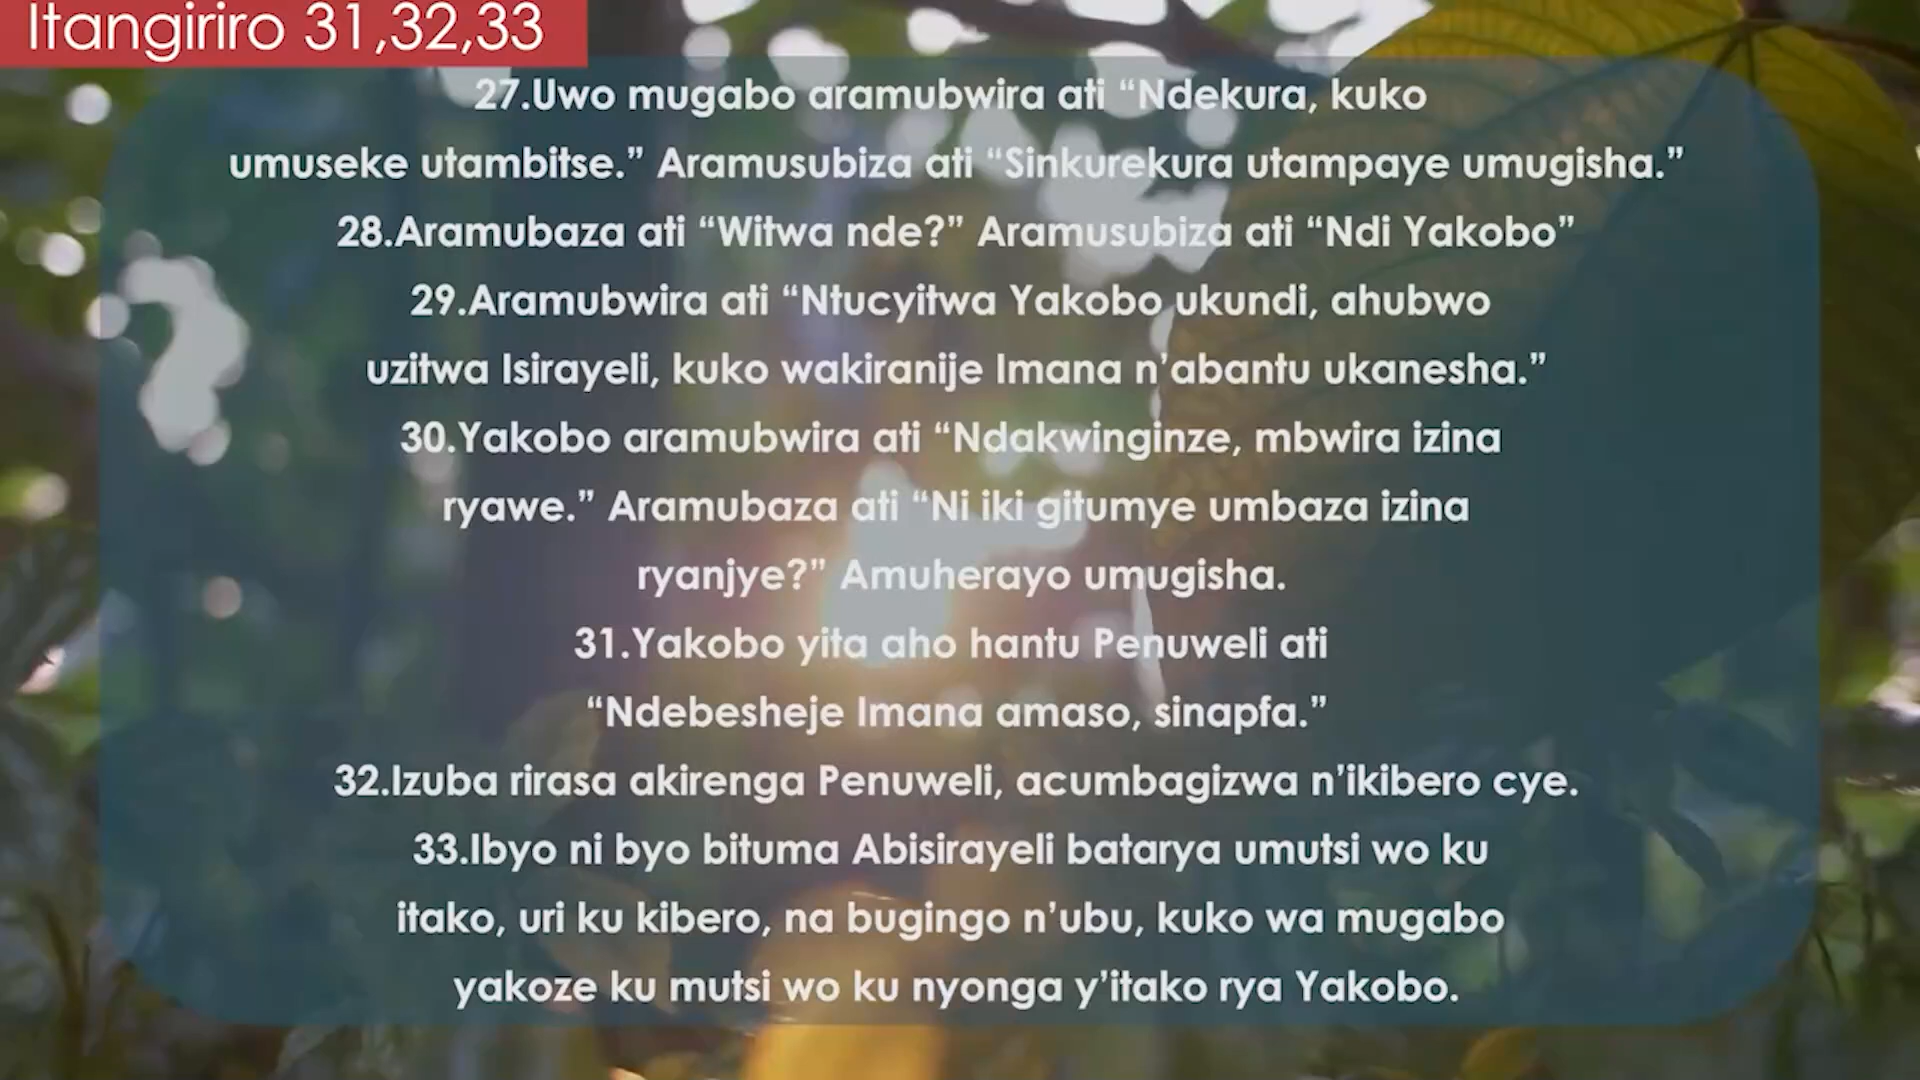 Itangiriro 31,32,33
27.Uwo mugabo aramubwira ati “Ndekura, kuko
umuseke utambitse.” Aramusubiza ati “Sinkurekura utampaye umugisha.”
28.Aramubaza ati “Witwa nde?” Aramusubiza ati “Ndi Yakobo”
29.Aramubwira ati “Ntucyitwa Yakobo ukundi, ahubwo
uzitwa Isirayeli, kuko wakiranije Imana n’abantu ukanesha.”
30.Yakobo aramubwira ati “Ndakwinginze, mbwira izina
ryawe.” Aramubaza ati “Ni iki gitumye umbaza izina
ryanjye?” Amuherayo umugisha.
31.Yakobo yita aho hantu Penuweli ati
“Ndebesheje Imana amaso, sinapfa.”
32.Izuba rirasa akirenga Penuweli, acumbagizwa n’ikibero cye.
33.Ibyo ni byo bituma Abisirayeli batarya umutsi wo ku
itako, uri ku kibero, na bugingo n’ubu, kuko wa mugabo
yakoze ku mutsi wo ku nyonga y’itako rya Yakobo.